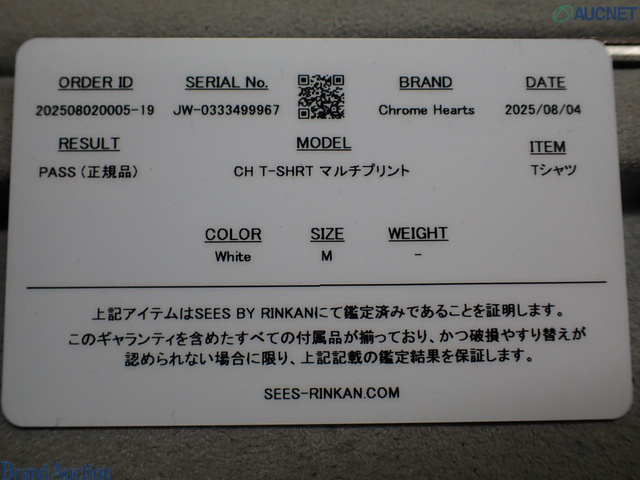 AUCNET
ORDER ID SERIAL No. BRAND DATE
202508020005-19 JW-0333499967 Chrome Hearts 2025/08/04
RESULT MODEL ITEM
PASS（正規品） CH T-SHRT マルチプリント Tシャツ
COLOR SIZE WEIGHT
White M -
上記アイテムはSEES BY RINKANにて鑑定済みであることを証明します。
このギャランティを含めたすべての付属品が揃っており、かつ破損やすり替えが
認められない場合に限り、上記記載の鑑定結果を保証します。
SEES-RINKAN.COM
Brand Auction